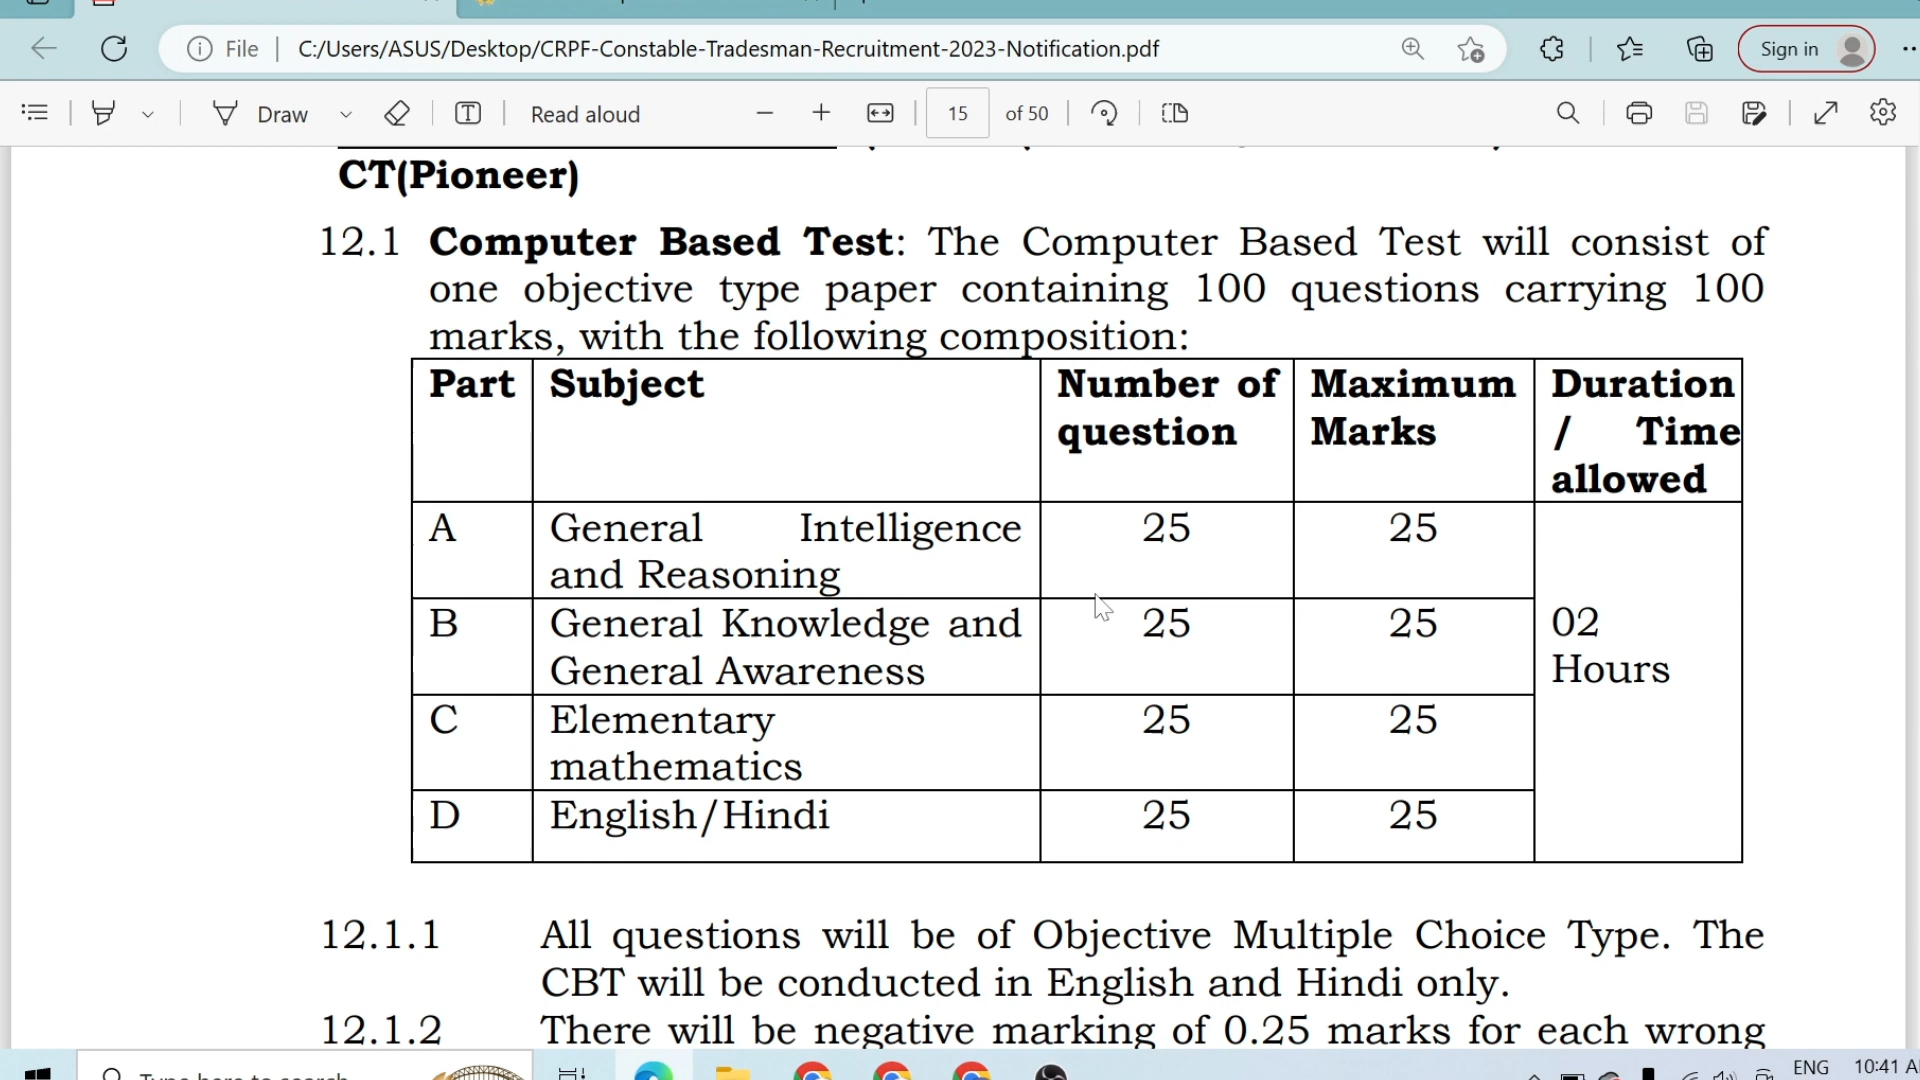 File C:/Users/ASUS/Desktop/CRPF-Constable-Tradesman-Recruitment-2023-Notification.pdf Sign in
Draw Read aloud 15 of 50
CT(Pioneer)
12.1 Computer Based Test: The Computer Based Test will consist of
one objective type paper containing 100 questions carrying 100
marks, with the following composition:
Part Subject Number of question Maximum Marks Duration / Time allowed
A General Intelligence and Reasoning 25 25
B General Knowledge and General Awareness 25 25 02 Hours
C Elementary mathematics 25 25
D English/Hindi 25 25
12.1.1 All questions will be of Objective Multiple Choice Type. The
CBT will be conducted in English and Hindi only.
12.1.2 There will be negative marking of 0.25 marks for each wrong
Type here to search ENG 10:41 A